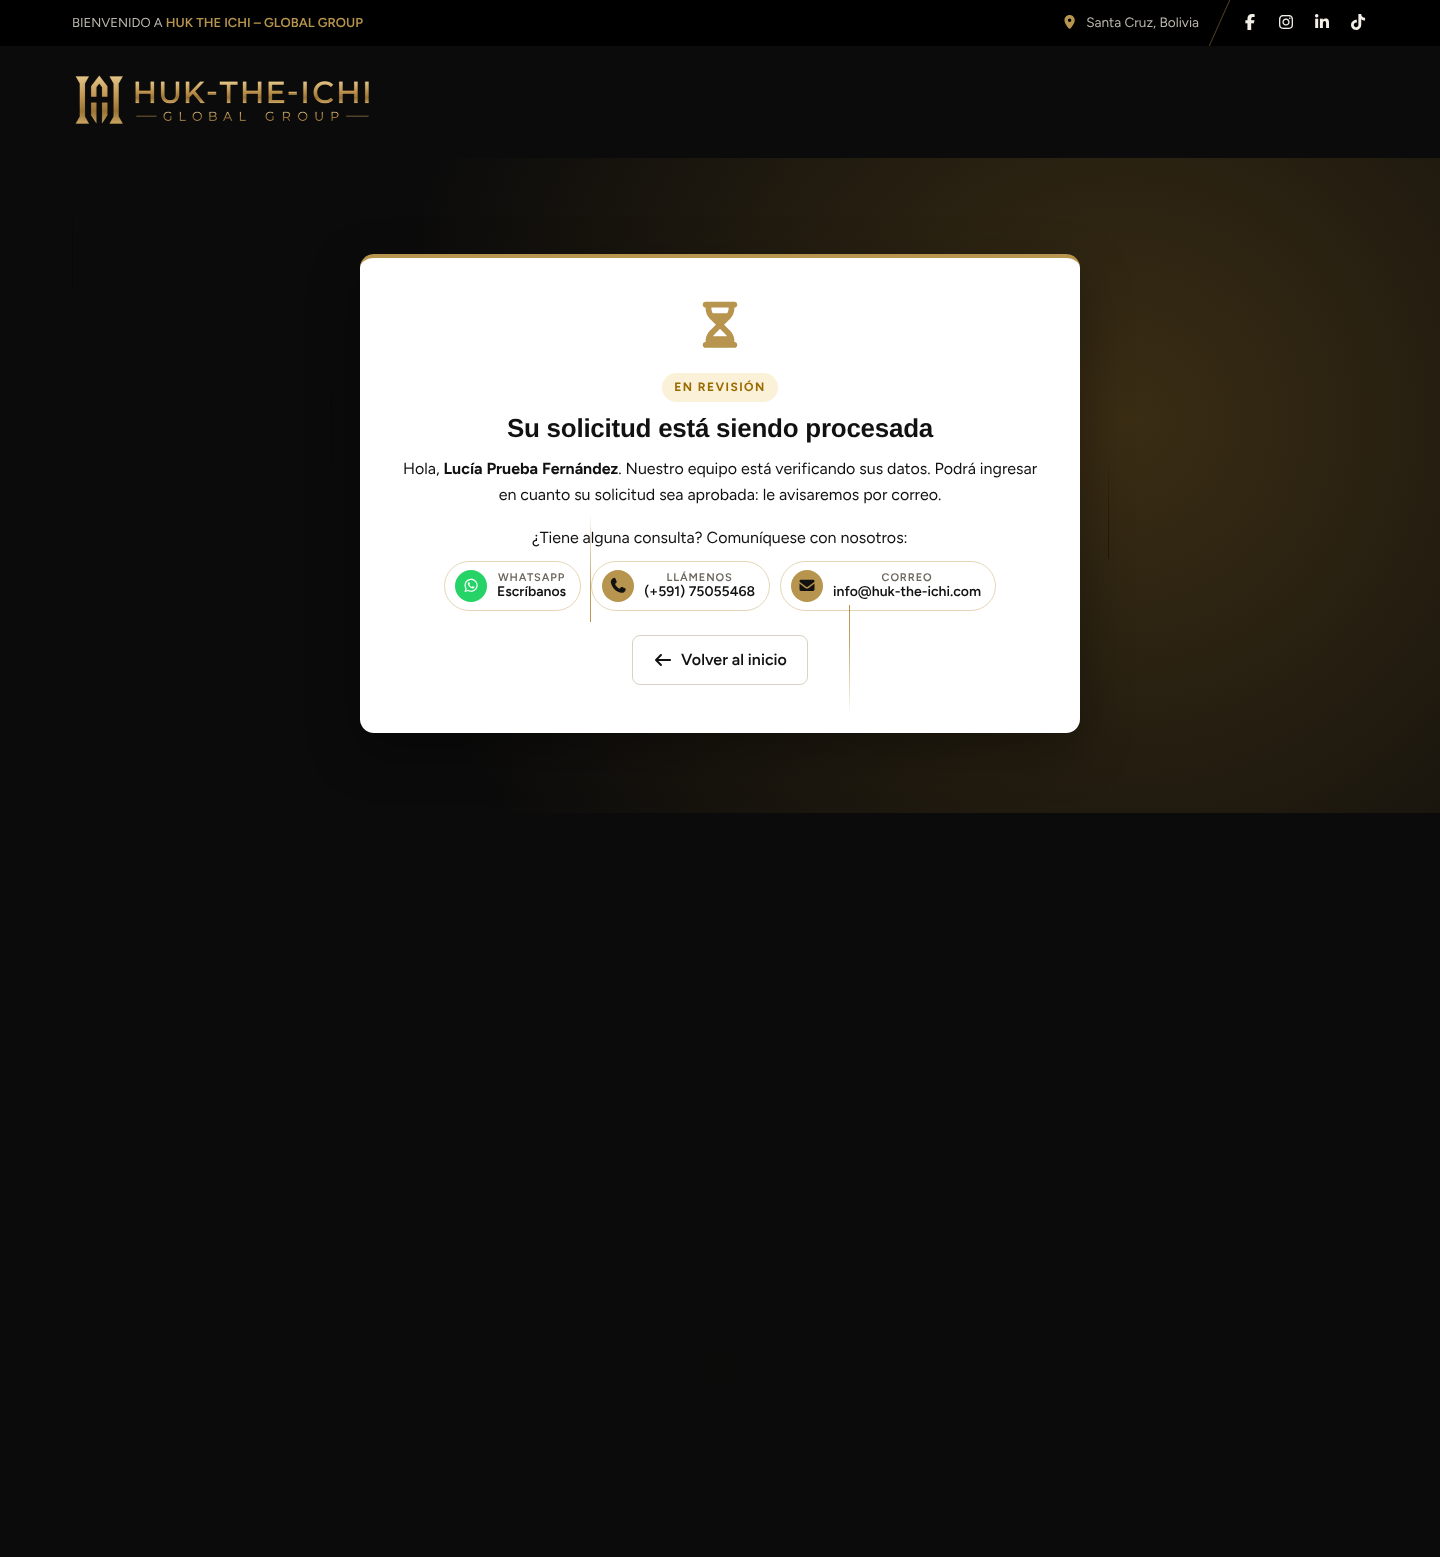 BIENVENIDO A HUK THE ICHI – GLOBAL GROUP
Santa Cruz, Bolivia
HUK-THE-ICHI
GLOBAL GROUP
EN REVISIÓN
Su solicitud está siendo procesada
Hola, Lucía Prueba Fernández. Nuestro equipo está verificando sus datos. Podrá ingresar
en cuanto su solicitud sea aprobada: le avisaremos por correo.
¿Tiene alguna consulta? Comuníquese con nosotros:
WHATSAPP
Escríbanos
LLÁMENOS
(+591) 75055468
CORREO
info@huk-the-ichi.com
Volver al inicio